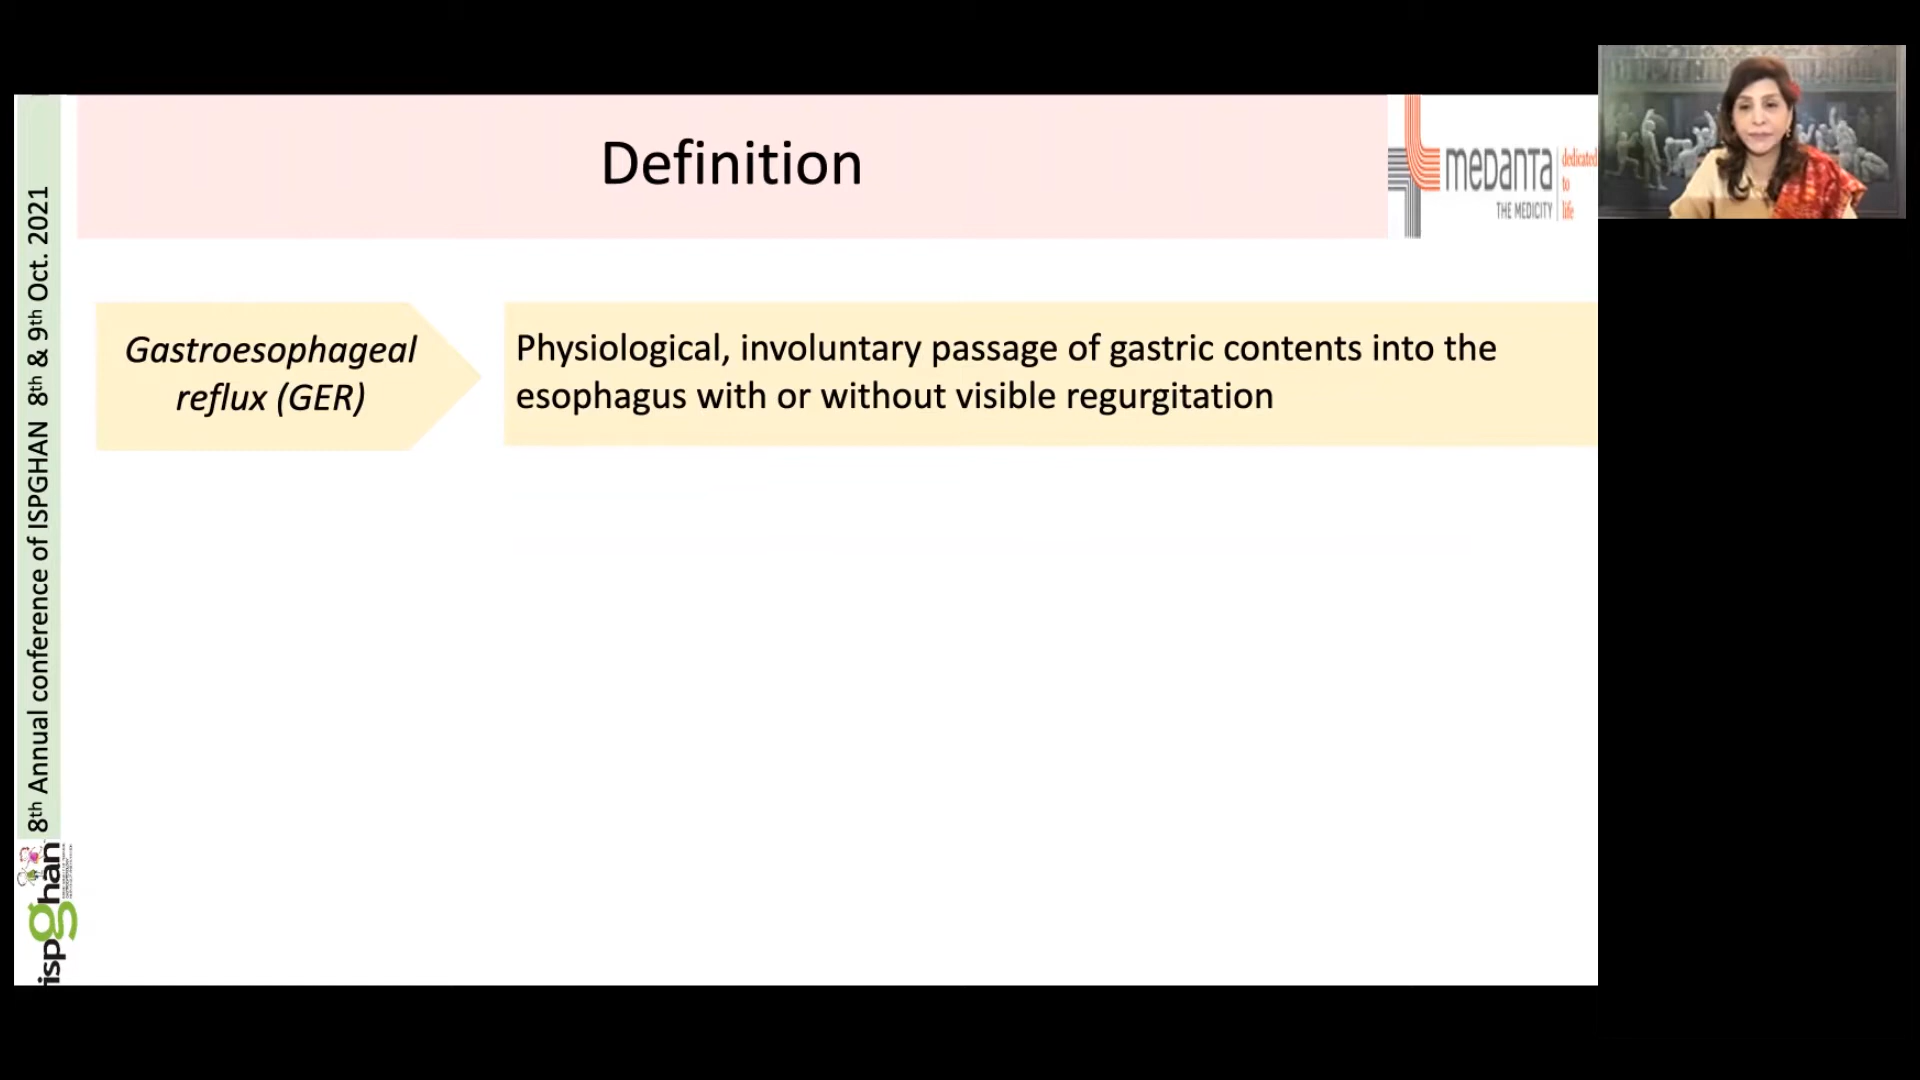 Definition
medanta
THE MEDICITY
dedicated
to
life
Gastroesophageal
reflux (GER)
Physiological, involuntary passage of gastric contents into the
esophagus with or without visible regurgitation
8th Annual conference of ISPGHAN 8th & 9th Oct. 2021
ispghan